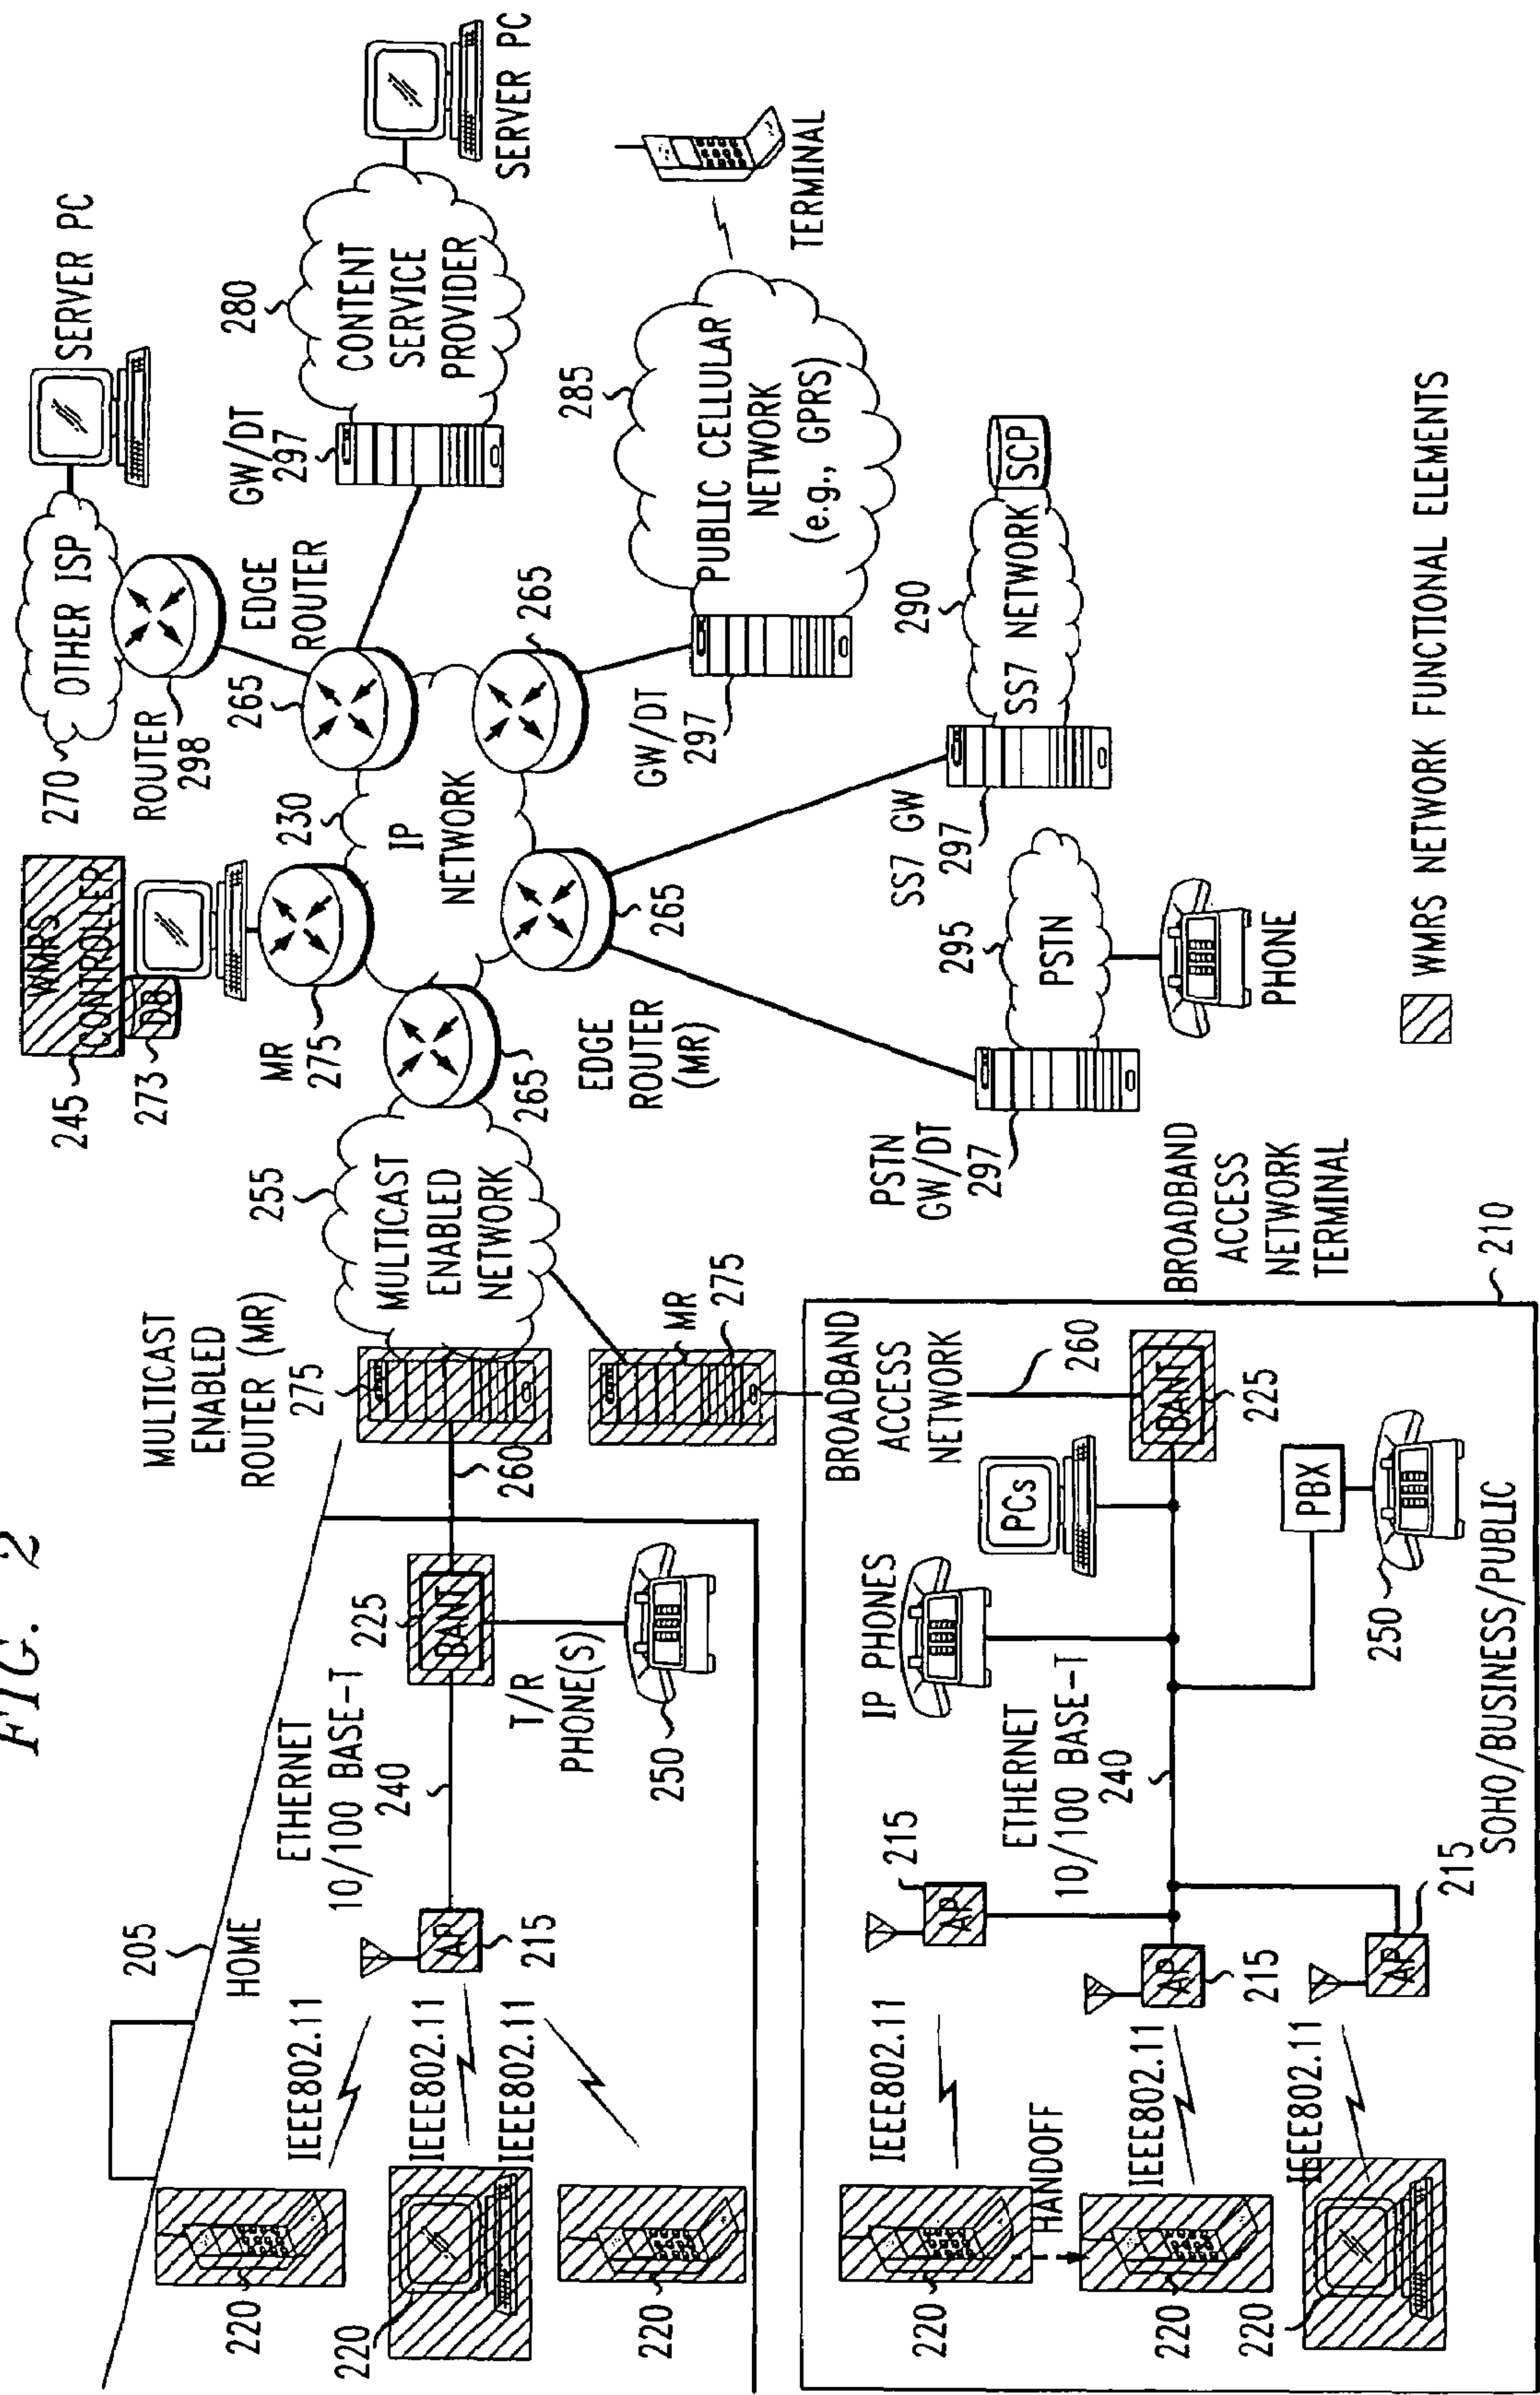 FIG. 2
205
HOME
220
IEEE802.11
220
IEEE802.11
220
IEEE802.11
AP
215
ETHERNET
10/100 BASE-T
240
225
BANT
T/R
PHONE(S)
250
260
MULTICAST
ENABLED
ROUTER (MR)
275
MR
275
255
MULTICAST
ENABLED
NETWORK
245
WMRS
CONTROLLER
273
DB
MR
275
265
EDGE
ROUTER
(MR)
230
IP
NETWORK
270
OTHER ISP
SERVER PC
ROUTER
298
265
EDGE
ROUTER
GW/DT
297
280
CONTENT
SERVICE
PROVIDER
SERVER PC
265
GW/DT
297
285
PUBLIC CELLULAR
NETWORK
(e.g., GPRS)
TERMINAL
265
SS7 GW
297
290
SS7 NETWORK
SCP
PSTN
GW/DT
297
295
PSTN
PHONE
BROADBAND
ACCESS
NETWORK
260
BROADBAND
ACCESS
NETWORK
TERMINAL
210
BANT
225
PCs
IP PHONES
PBX
250
ETHERNET
10/100 BASE-T
240
215
AP
AP
215
AP
215
IEEE802.11
220
HANDOFF
IEEE802.11
220
IEEE802.11
220
SOHO/BUSINESS/PUBLIC
WMRS NETWORK FUNCTIONAL ELEMENTS